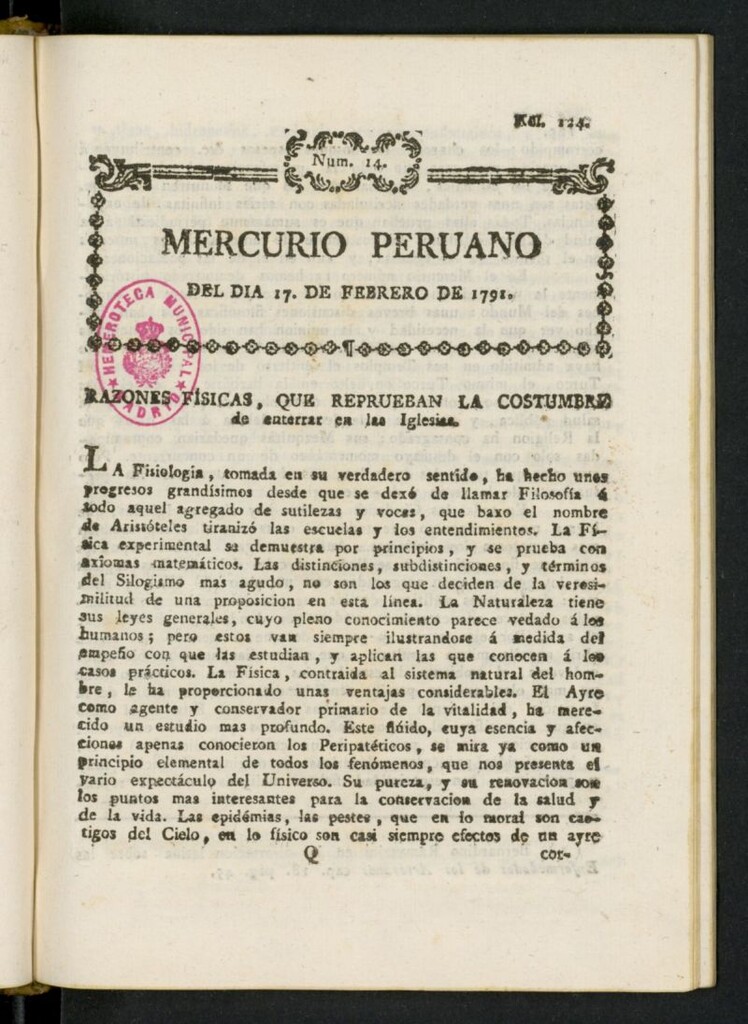 Fol. 124.
Num. 14.
MERCURIO PERUANO
DEL DIA 17. DE FEBRERO DE 1791.
HEMEROTECA MUNICIPAL
MADRID
RAZONES FÍSICAS, QUE REPRUEBAN LA COSTUMBRE
de enterrar en las Iglesias.
LA Fisiologia, tomada en su verdadero sentido, ha hecho unos
progresos grandísimos desde que se dexó de llamar Filosofía á
todo aquel agregado de sutilezas y voces, que baxo el nombre
de Aristóteles tiranizó las escuelas y los entendimientos. La Fí-
sica experimental se demuestra por principios, y se prueba con
axîomas matemáticos. Las distinciones, subdistinciones, y términos
del Silogismo mas agudo, no son los que deciden de la veresi-
militud de una proposicion en esta línea. La Naturaleza tiene
sus leyes generales, cuyo pleno conocimiento parece vedado á los
humanos; pero estos van siempre ilustrandose á medida del
empeño con que las estudian, y aplican las que conocen á los
casos prácticos. La Física, contraida al sistema natural del hom-
bre, le ha proporcionado unas ventajas considerables. El Ayre
como agente y conservador primario de la vitalidad, ha mere-
cido un estudio mas profundo. Este flúido, cuya esencia y afec-
ciones apenas conocieron los Peripatéticos, se mira ya como un
principio elemental de todos los fenómenos, que nos presenta el
vario expectáculo del Universo. Su pureza, y su renovacion son
los puntos mas interesantes para la conservacion de la salud y
de la vida. Las epidémias, las pestes, que en lo moral son cas-
tigos del Cielo, en lo físico son casi siempre efectos de un ayre
Q
cor-